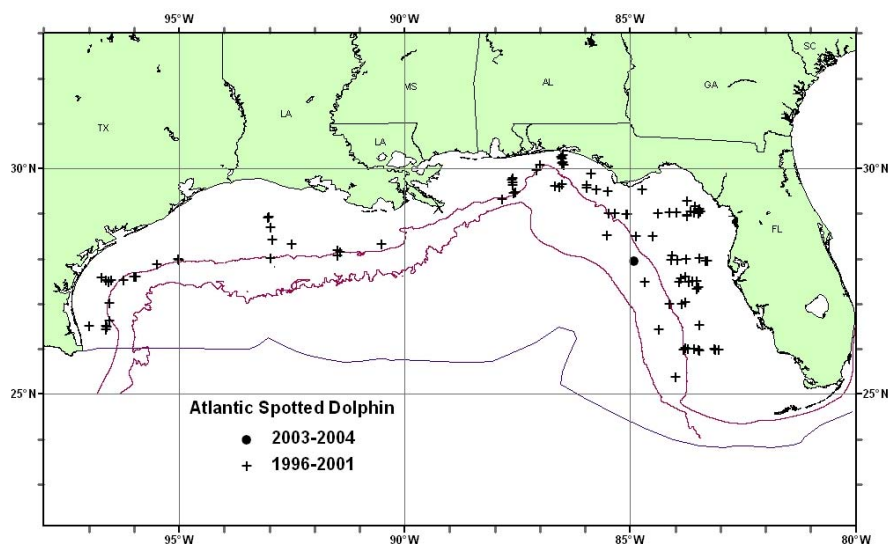 95°W 90°W 85°W
SC
TX LA MS AL GA
LA
30°N 30°N
FL
25°N 25°N
Atlantic Spotted Dolphin
2003-2004
1996-2001
95°W 90°W 85°W 80°W